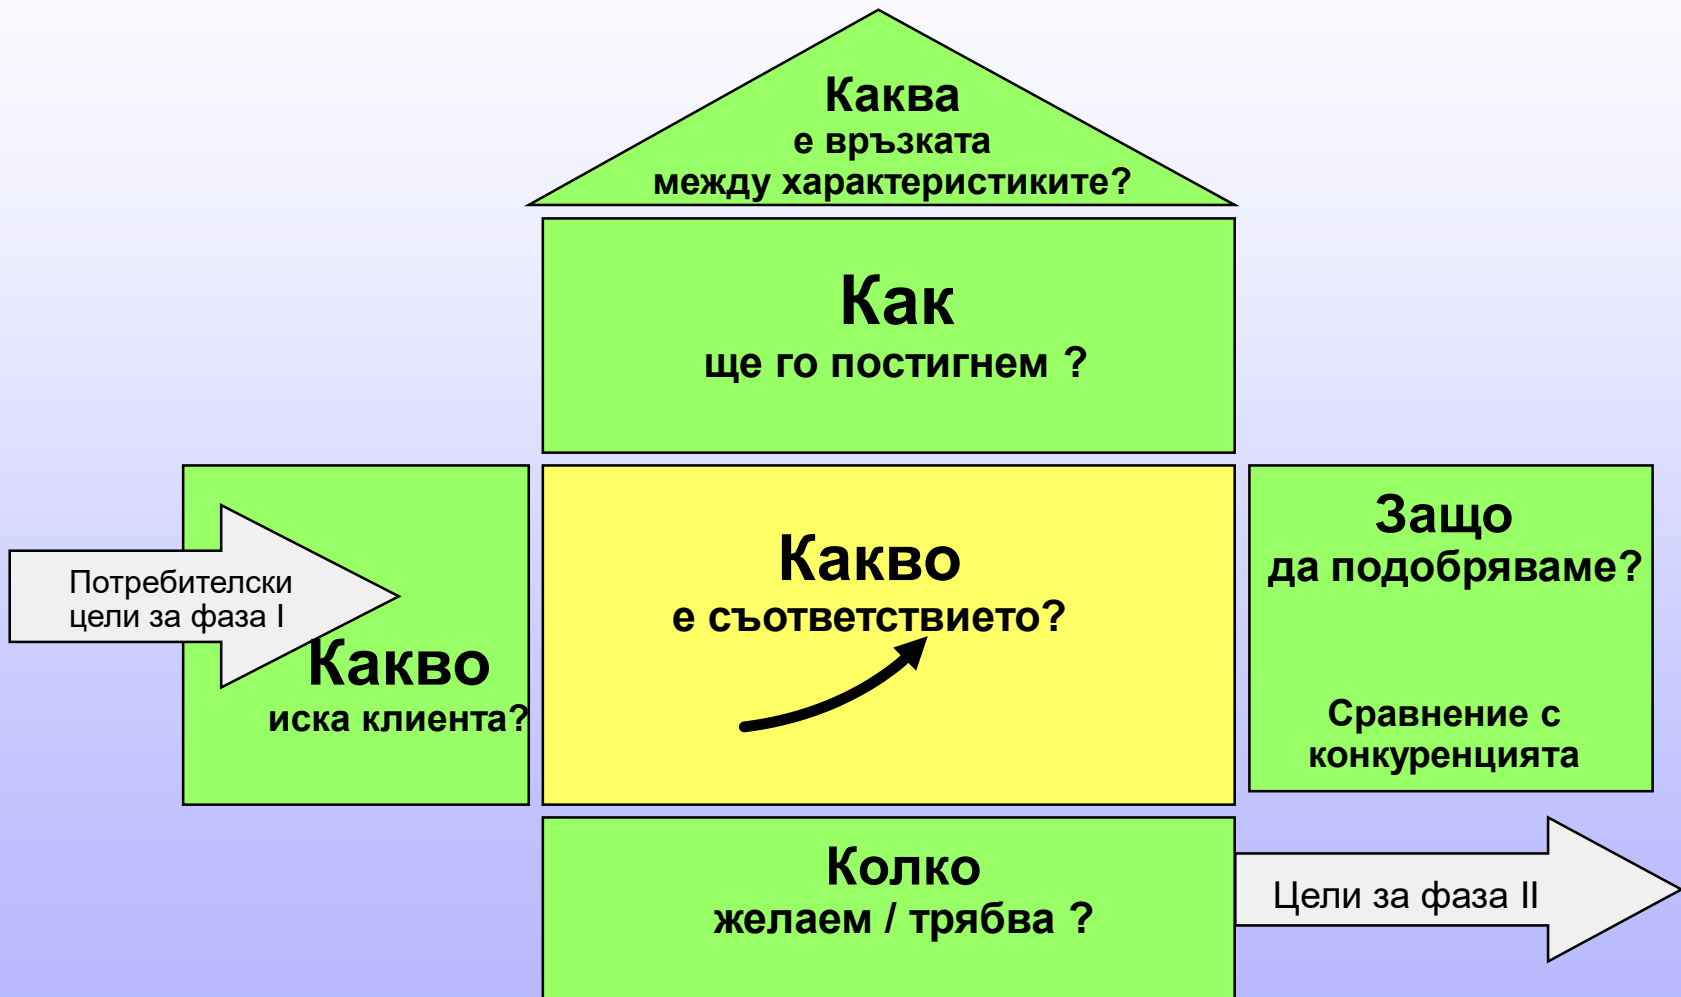 Каква
е връзката
между характеристиките?
Как
ще го постигнем ?
Потребителски
цели за фаза I
Какво
иска клиента?
Какво
е съответствието?
Защо
да подобряваме?
Сравнение с
конкуренцията
Колко
желаем / трябва ?
Цели за фаза II